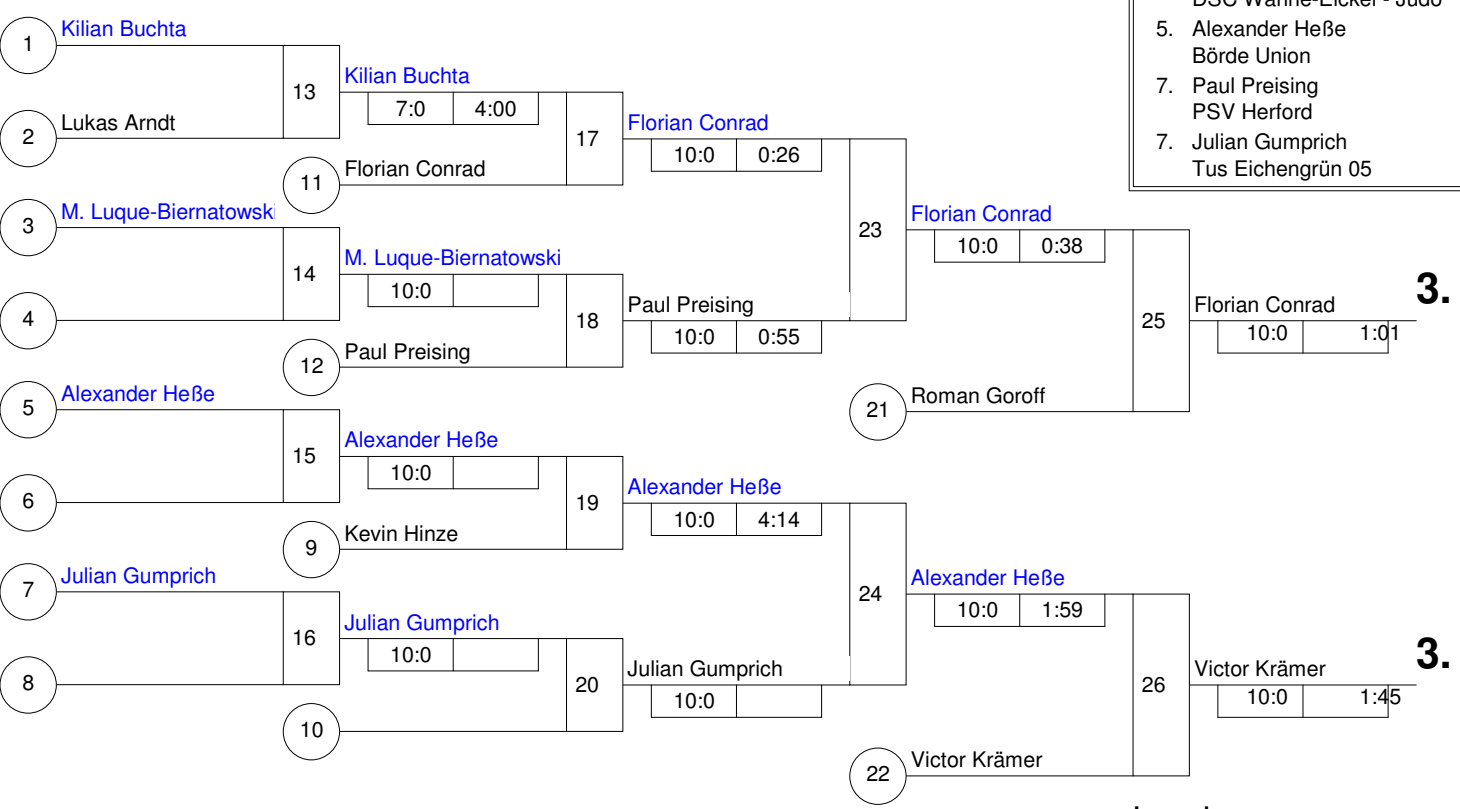 DSC Wanne-Eickel - Judo
5. Alexander Heße
Börde Union
7. Paul Preising
PSV Herford
7. Julian Gumprich
Tus Eichengrün 05
1 Kilian Buchta
2 Lukas Arndt
13 Kilian Buchta
7:0 4:00
11 Florian Conrad
17 Florian Conrad
10:0 0:26
3 M. Luque-Biernatowski
4
14 M. Luque-Biernatowski
10:0
12 Paul Preising
18 Paul Preising
10:0 0:55
23 Florian Conrad
10:0 0:38
21 Roman Goroff
25 Florian Conrad 3.
10:0 1:01
5 Alexander Heße
6
15 Alexander Heße
10:0
9 Kevin Hinze
19 Alexander Heße
10:0 4:14
7 Julian Gumprich
8
16 Julian Gumprich
10:0
10
20 Julian Gumprich
10:0
24 Alexander Heße
10:0 1:59
22 Victor Krämer
26 Victor Krämer 3.
10:0 1:45